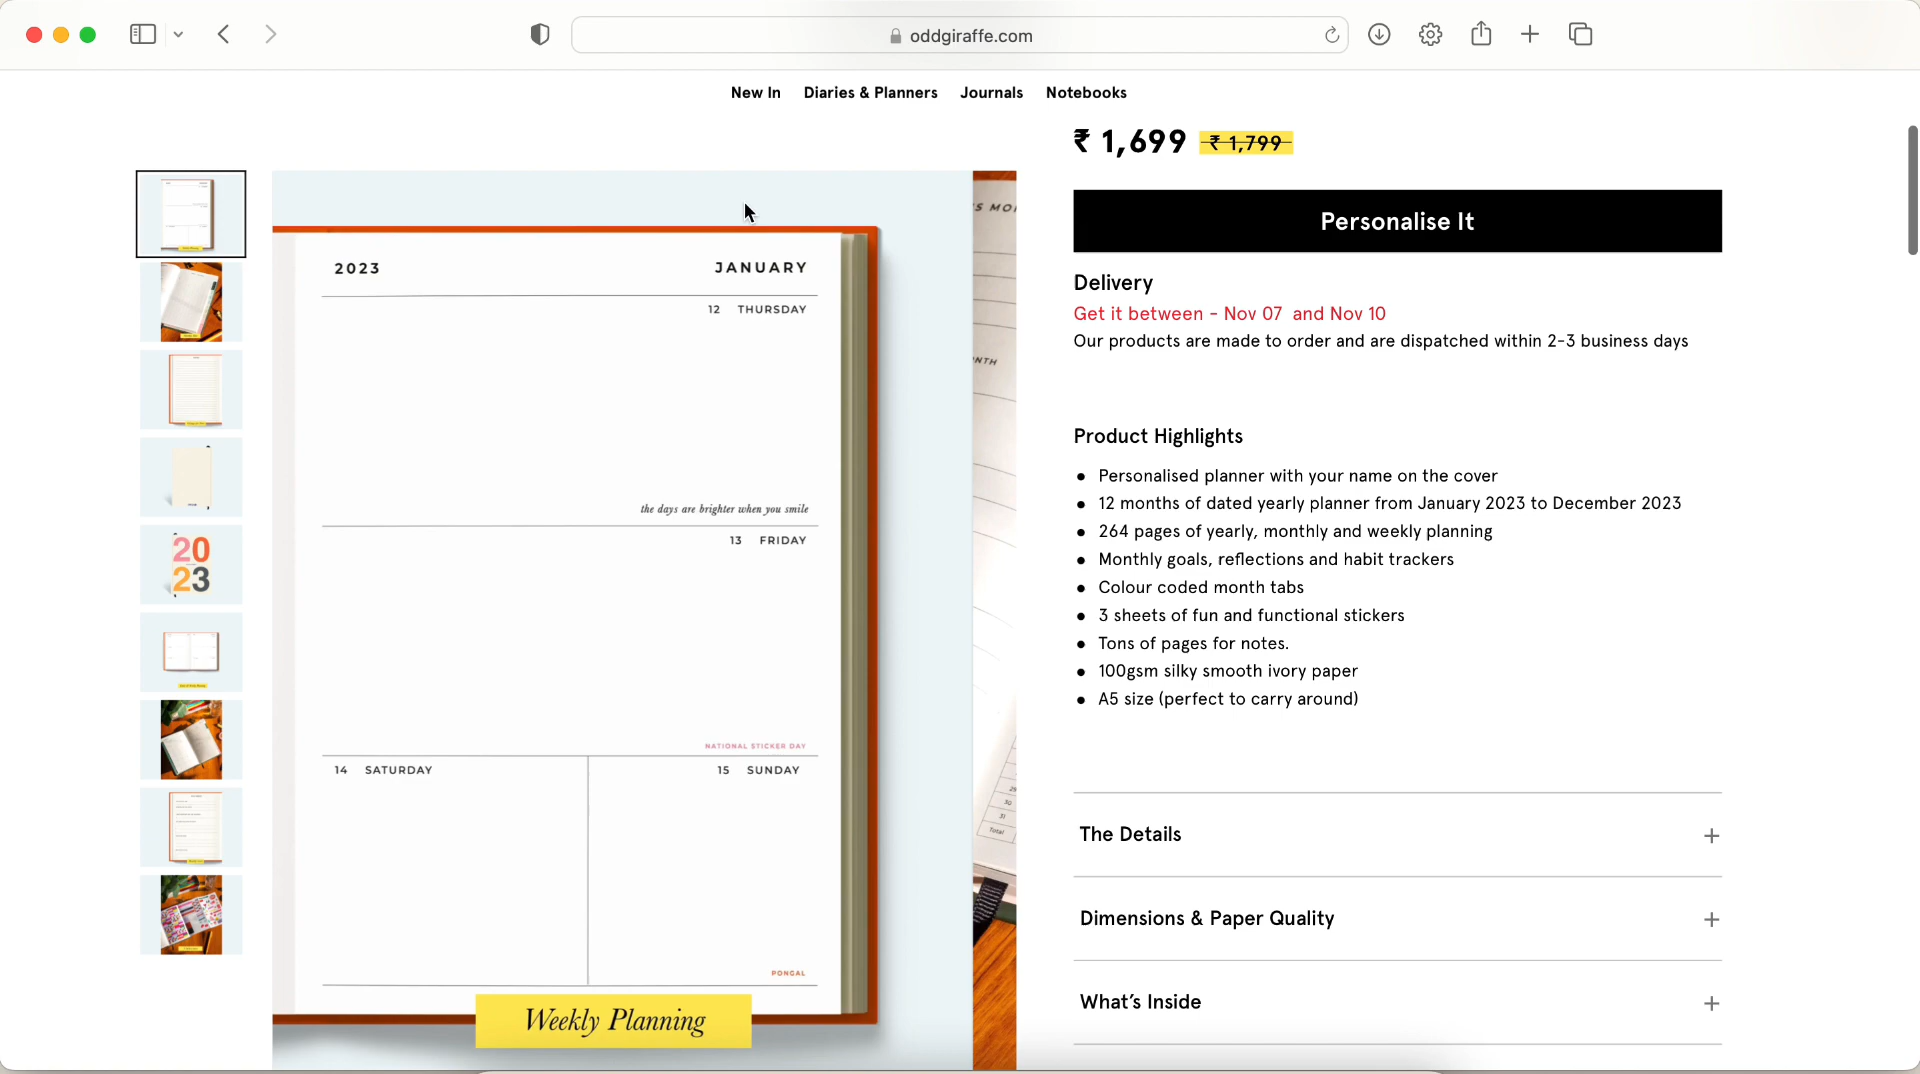 oddgiraffe.com
New In Diaries & Planners Journals Notebooks
₹ 1,699 ₹ 1,799
Personalise It
Delivery
Get it between - Nov 07 and Nov 10
Our products are made to order and are dispatched within 2-3 business days
Product Highlights
Personalised planner with your name on the cover
12 months of dated yearly planner from January 2023 to December 2023
264 pages of yearly, monthly and weekly planning
Monthly goals, reflections and habit trackers
Colour coded month tabs
3 sheets of fun and functional stickers
Tons of pages for notes.
100gsm silky smooth ivory paper
A5 size (perfect to carry around)
The Details
Dimensions & Paper Quality
What's Inside
2023 JANUARY
12 THURSDAY
the days are brighter when you smile
13 FRIDAY
NATIONAL STICKER DAY
14 SATURDAY 15 SUNDAY
PONGAL
Weekly Planning
20
23
30
31
Total